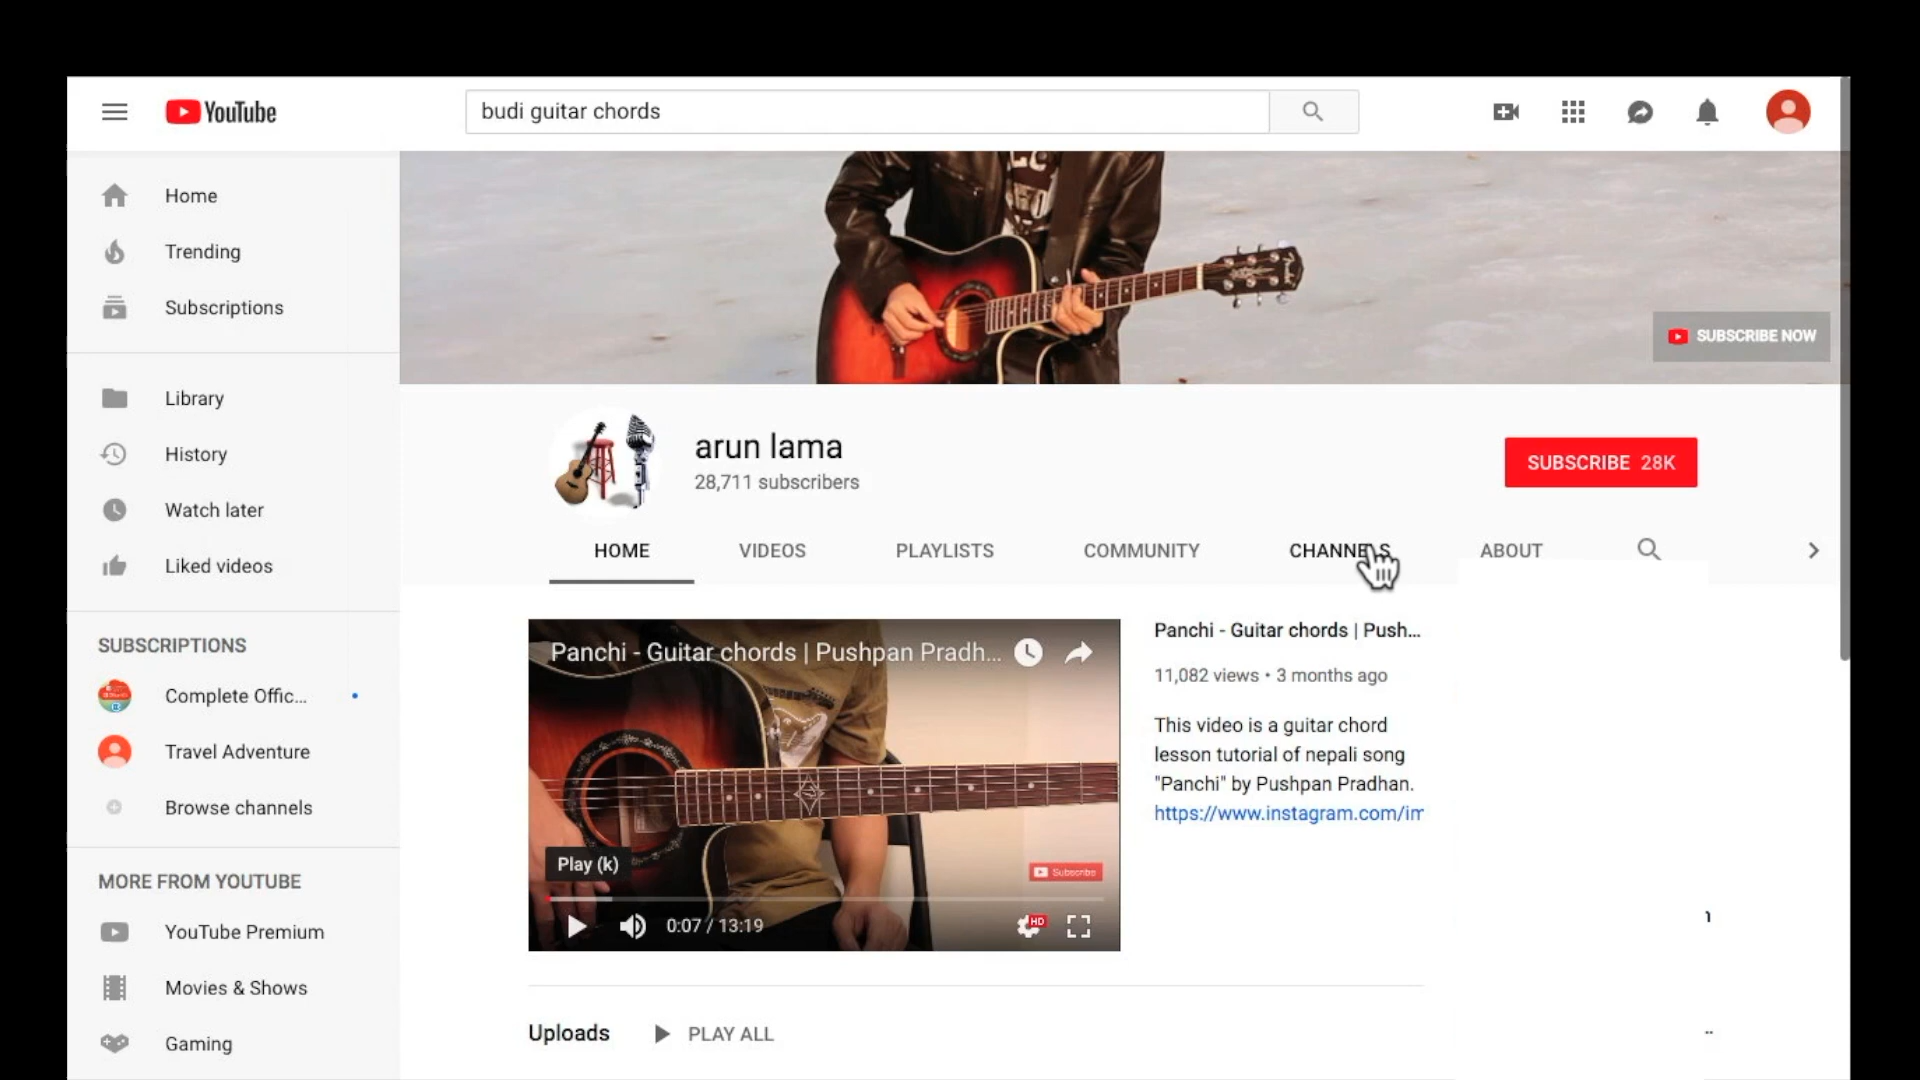 YouTube
budi guitar chords
Home
Trending
Subscriptions
SUBSCRIBE NOW
Library
History
Watch later
Liked videos
arun lama
28,711 subscribers
SUBSCRIBE 28K
HOME
VIDEOS
PLAYLISTS
COMMUNITY
CHANNELS
ABOUT
SUBSCRIPTIONS
Complete Offic...
Travel Adventure
Browse channels
Panchi - Guitar chords | Pushpan Pradh...
Play (k)
Subscribe
0:07 / 13:19
HD
Panchi - Guitar chords | Push...
11,082 views • 3 months ago
This video is a guitar chord
lesson tutorial of nepali song
"Panchi" by Pushpan Pradhan.
https://www.instagram.com/im
MORE FROM YOUTUBE
YouTube Premium
Movies & Shows
Gaming
Uploads
PLAY ALL